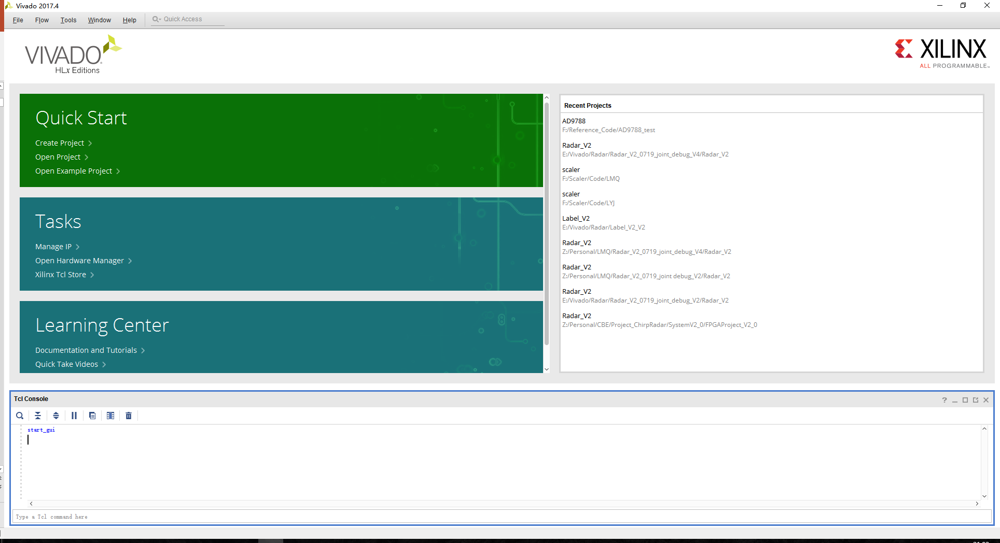 Vivado 2017.4
File Flow Tools Window Help Quick Access
VIVADO
HLx Editions
XILINX
ALL PROGRAMMABLE™
Quick Start
Create Project
Open Project
Open Example Project
Tasks
Manage IP
Open Hardware Manager
Xilinx Tcl Store
Learning Center
Documentation and Tutorials
Quick Take Videos
Recent Projects
AD9788
F:/Reference_Code/AD9788_test
Radar_V2
E:/Vivado/Radar/Radar_V2_0719_joint_debug_V4/Radar_V2
scaler
F:/Scaler/Code/LMQ
scaler
F:/Scaler/Code/LYJ
Label_V2
E:/Vivado/Radar/Label_V2_V2
Radar_V2
Z:/Personal/LMQ/Radar_V2_0719_joint_debug_V4/Radar_V2
Radar_V2
Z:/Personal/LMQ/Radar_V2_0719_joint debug_V2/Radar_V2
Radar_V2
E:/Vivado/Radar/Radar_V2_0719_joint_debug_V2/Radar_V2
Radar_V2
Z:/Personal/CBE/Project_ChirpRadar/SystemV2_0/FPGAProject_V2_0
Tcl Console
start_gui
Type a Tcl command here